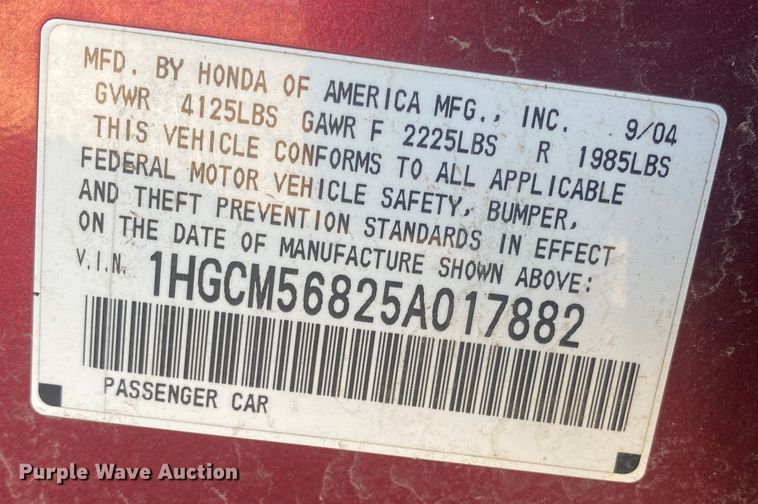 MFD. BY HONDA OF AMERICA MFG., INC. 9/04
GVWR 4125LBS GAWR F 2225LBS R 1985LBS
THIS VEHICLE CONFORMS TO ALL APPLICABLE
FEDERAL MOTOR VEHICLE SAFETY, BUMPER,
AND THEFT PREVENTION STANDARDS IN EFFECT
ON THE DATE OF MANUFACTURE SHOWN ABOVE:
V.I.N. 1HGCM56825A017882
PASSENGER CAR
Purple Wave Auction